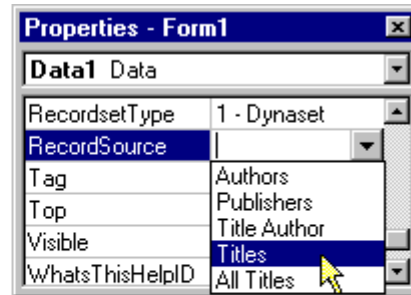 Properties - Form1
Data1 Data
RecordsetType 1 - Dynaset
RecordSource
Tag
Top
Visible
WhatsThisHelpID
Authors
Publishers
Title Author
Titles
All Titles